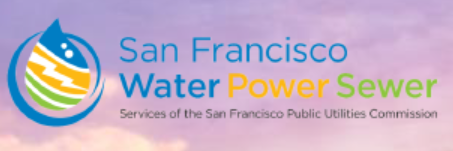 San Francisco
Water Power Sewer
Services of the San Francisco Public Utilities Commission